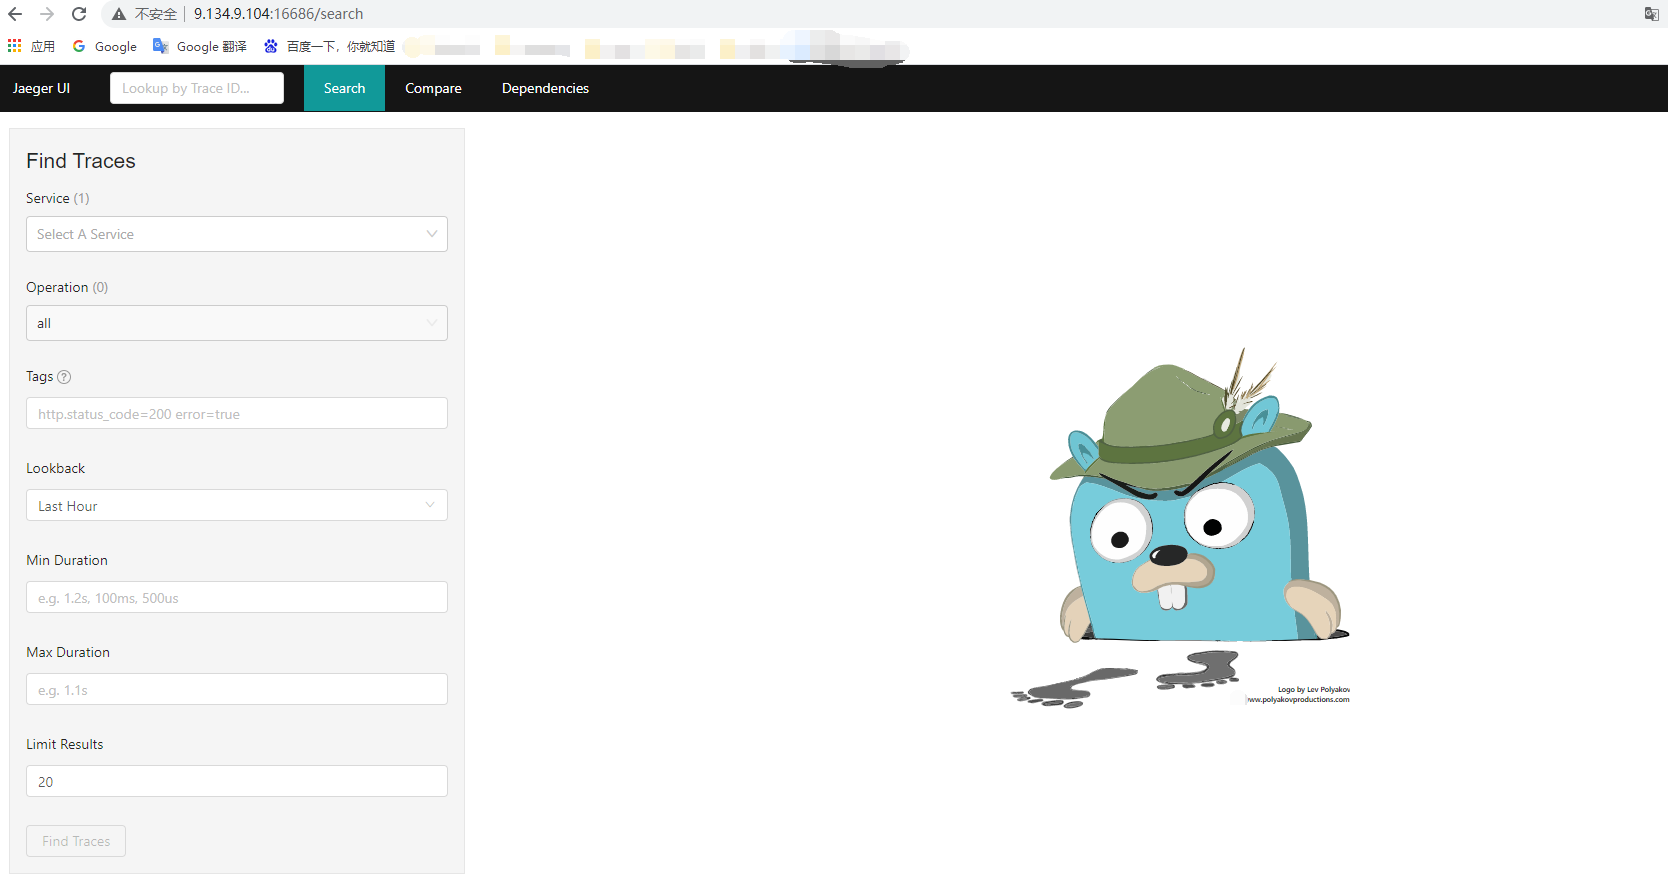 不安全 9.134.9.104:16686/search
应用 Google Google 翻译 百度一下，你就知道
Jaeger UI Lookup by Trace ID... Search Compare Dependencies
Find Traces
Service (1)
Select A Service
Operation (0)
all
Tags ?
http.status_code=200 error=true
Lookback
Last Hour
Min Duration
e.g. 1.2s, 100ms, 500us
Max Duration
e.g. 1.1s
Limit Results
20
Find Traces
Logo by Lev Polyakov
www.polyakovproductions.com